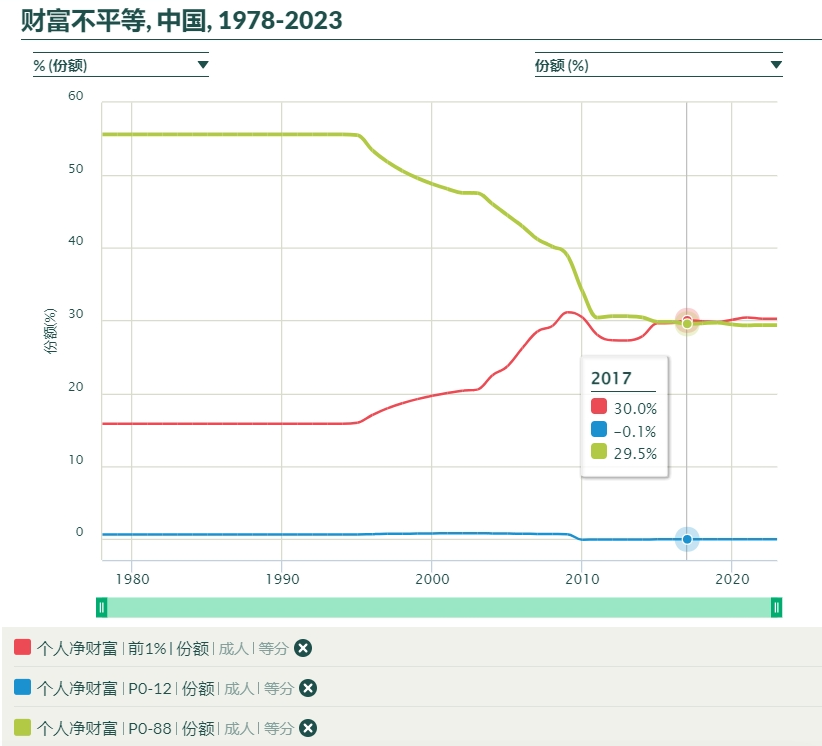 财富不平等, 中国, 1978-2023
% (份额)
份额 (%)
60
50
40
30
20
10
0
份额(%)
2017
30.0%
−0.1%
29.5%
1980 1990 2000 2010 2020
个人净财富 | 前1% | 份额 | 成人 | 等分
个人净财富 | P0-12 | 份额 | 成人 | 等分
个人净财富 | P0-88 | 份额 | 成人 | 等分